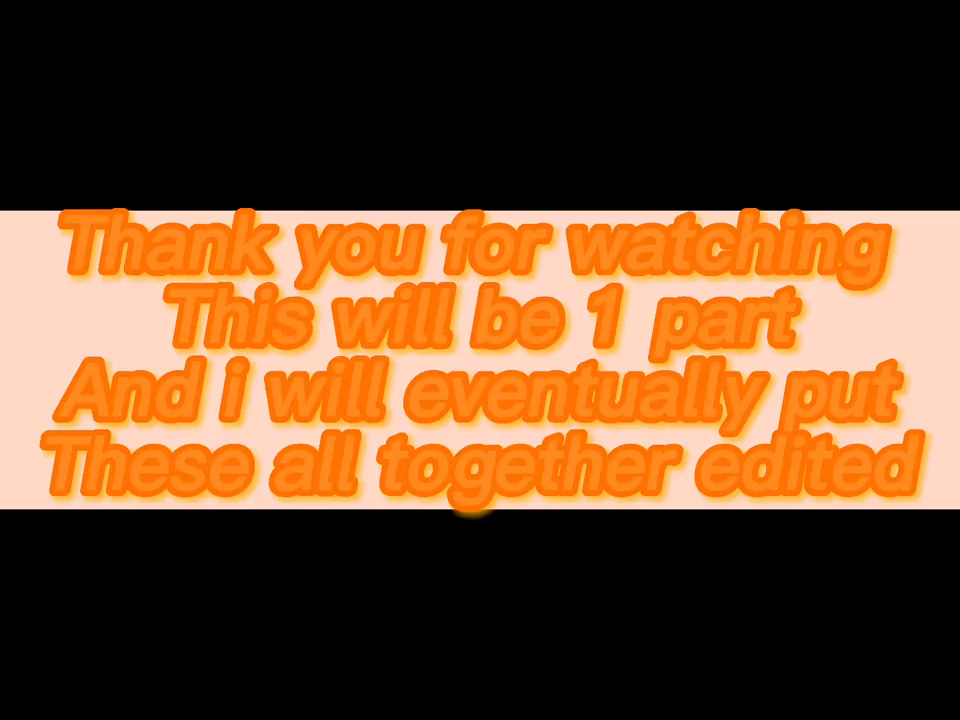 Thank you for watching
This will be 1 part
And i will eventually put
These all together edited